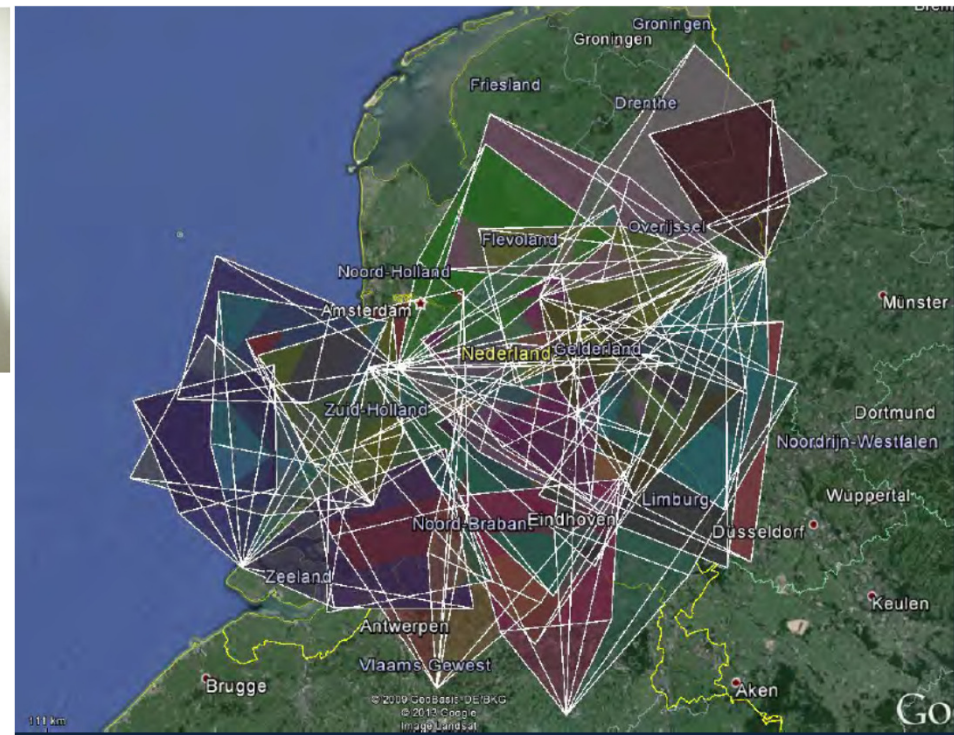 Groningen
Groningen
Friesland
Drenthe
Overijssel
Flevoland
Noord-Holland
Münster
Amsterdam
Nederland
Gelderland
Zuid-Holland
Dortmund
Noordrijn-Westfalen
Limburg
Wuppertal
Noord-Brabant
Eindhoven
Düsseldorf
Zeeland
Keulen
Antwerpen
Vlaams Gewest
Brugge
Aken
© 2009 GeoBasis-DE/BKG
© 2013 Google
Image Landsat
111 km
Go